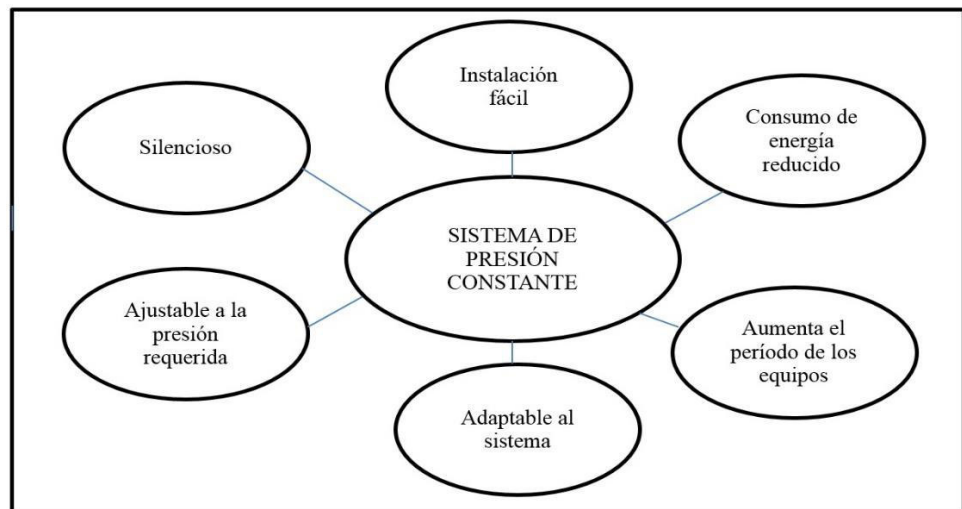 Instalación
fácil
Consumo de
energía
reducido
Silencioso
SISTEMA DE
PRESIÓN
CONSTANTE
Ajustable a la
presión
requerida
Aumenta el
período de los
equipos
Adaptable al
sistema